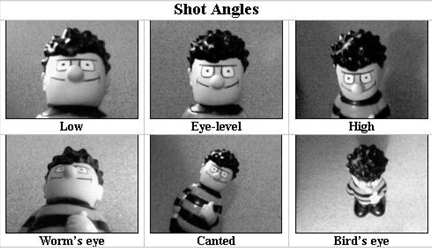 Shot Angles
Low
Eye-level
High
Worm's eye
Canted
Bird's eye